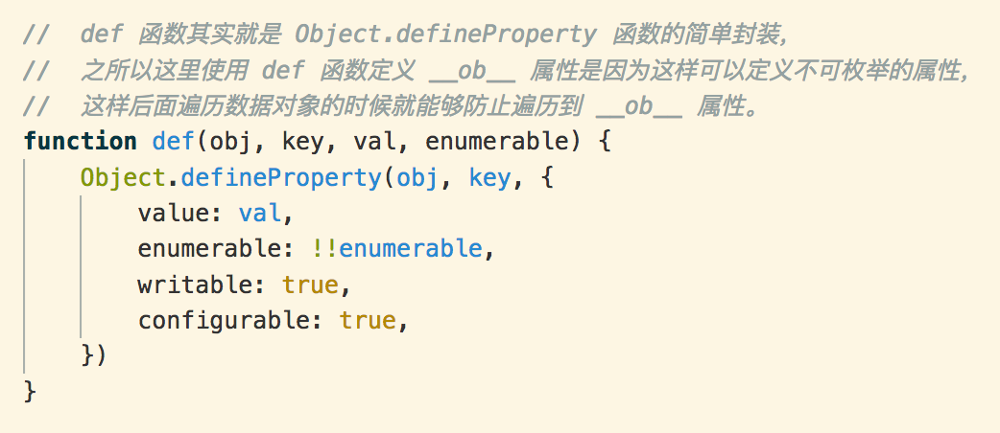 //  def 函数其实就是 Object.defineProperty 函数的简单封装,
//  之所以这里使用 def 函数定义 __ob__ 属性是因为这样可以定义不可枚举的属性,
//  这样后面遍历数据对象的时候就能够防止遍历到 __ob__ 属性。
function def(obj, key, val, enumerable) {
    Object.defineProperty(obj, key, {
        value: val,
        enumerable: !!enumerable,
        writable: true,
        configurable: true,
    })
}